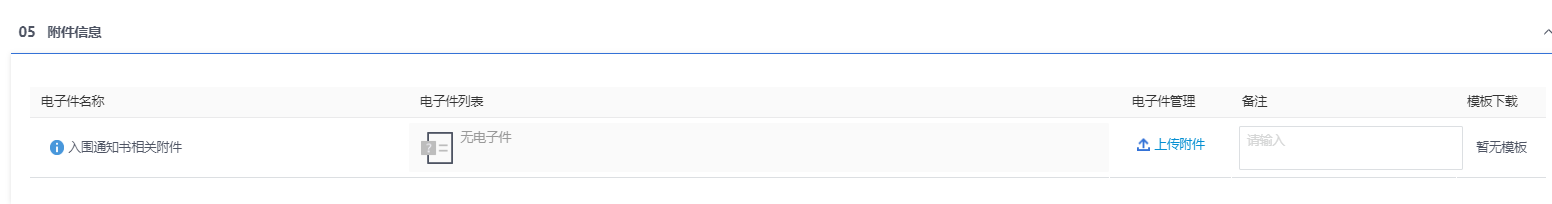 05 附件信息
电子件名称 电子件列表 电子件管理 备注 模板下载
入围通知书相关附件 无电子件 上传附件 请输入 暂无模板